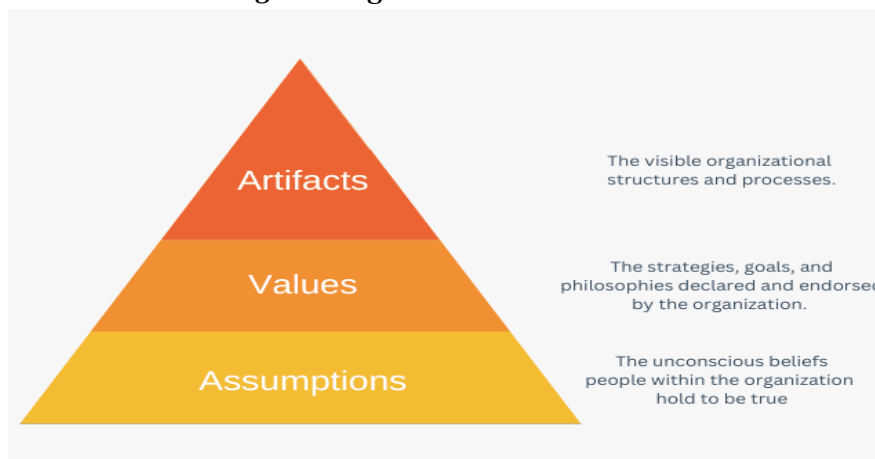 Artifacts
The visible organizational
structures and processes.
Values
The strategies, goals, and
philosophies declared and endorsed
by the organization.
Assumptions
The unconscious beliefs
people within the organization
hold to be true